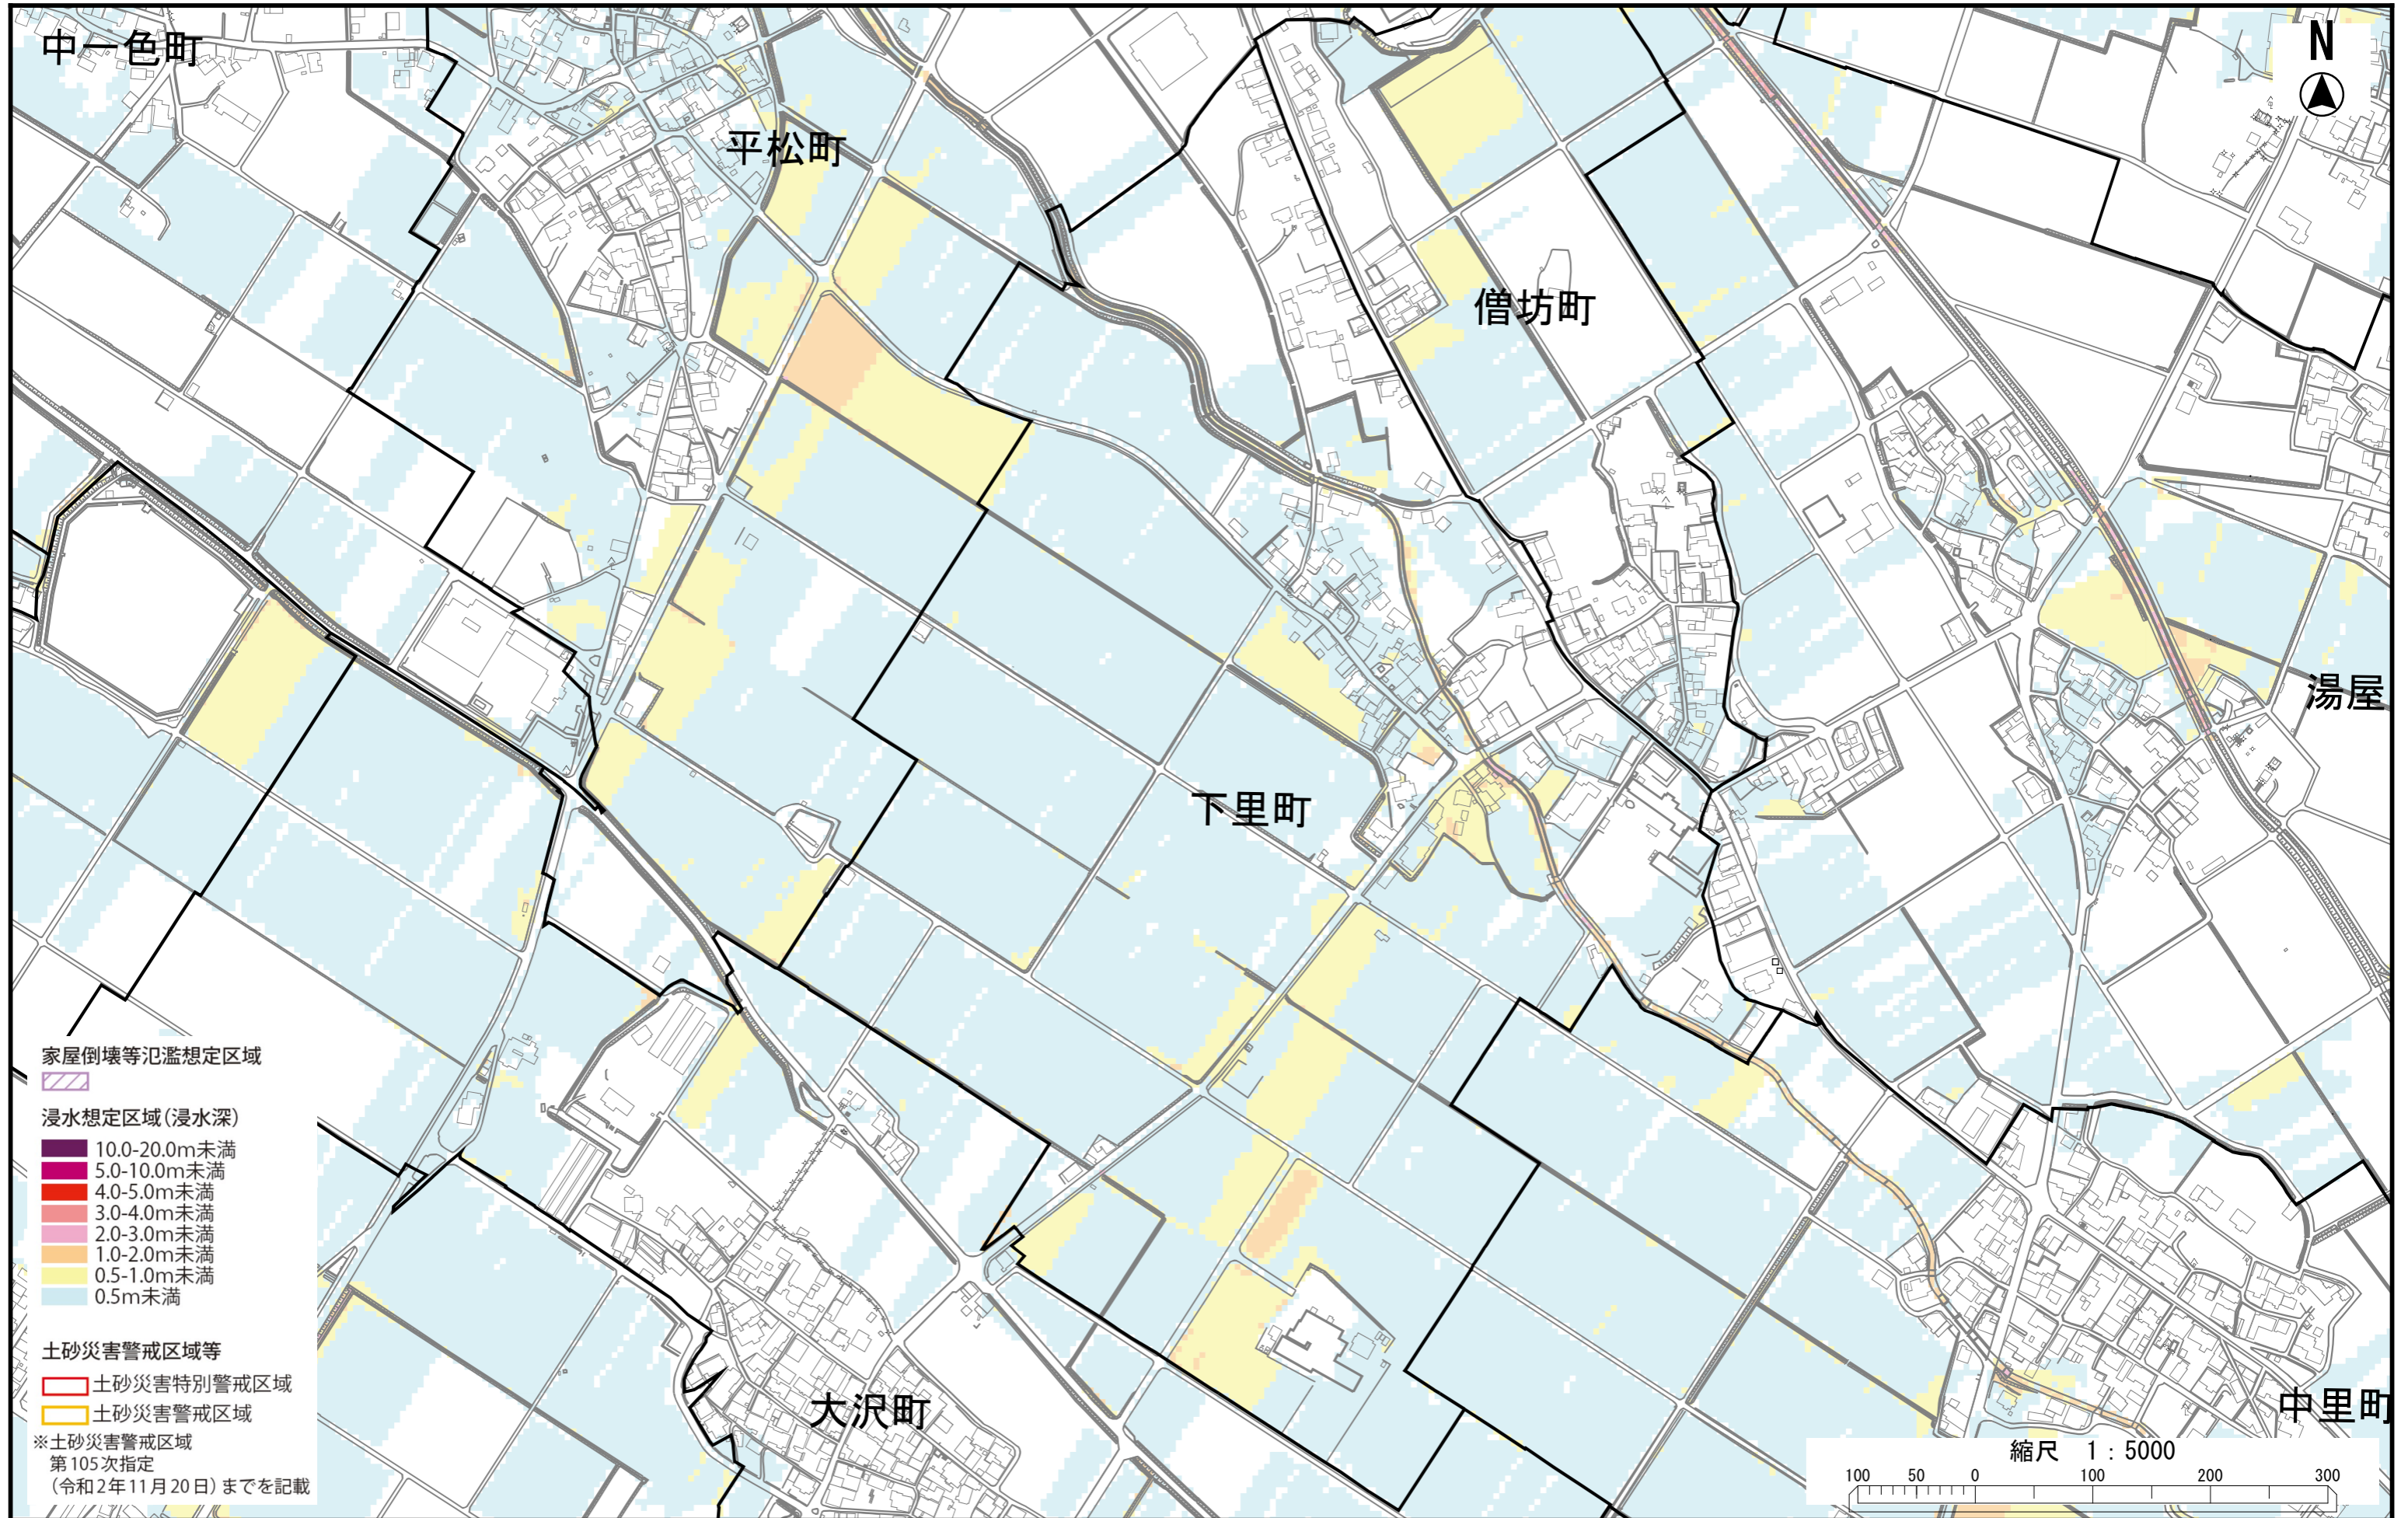 中一色町
N
平松町
僧坊町
湯屋
下里町
大沢町
中里町
家屋倒壊等氾濫想定区域
浸水想定区域(浸水深)
10.0-20.0m未満
5.0-10.0m未満
4.0-5.0m未満
3.0-4.0m未満
2.0-3.0m未満
1.0-2.0m未満
0.5-1.0m未満
0.5m未満
土砂災害警戒区域等
土砂災害特別警戒区域
土砂災害警戒区域
※土砂災害警戒区域
第105次指定
(令和2年11月20日)までを記載
縮尺 1:5000
100 50 0 100 200 300